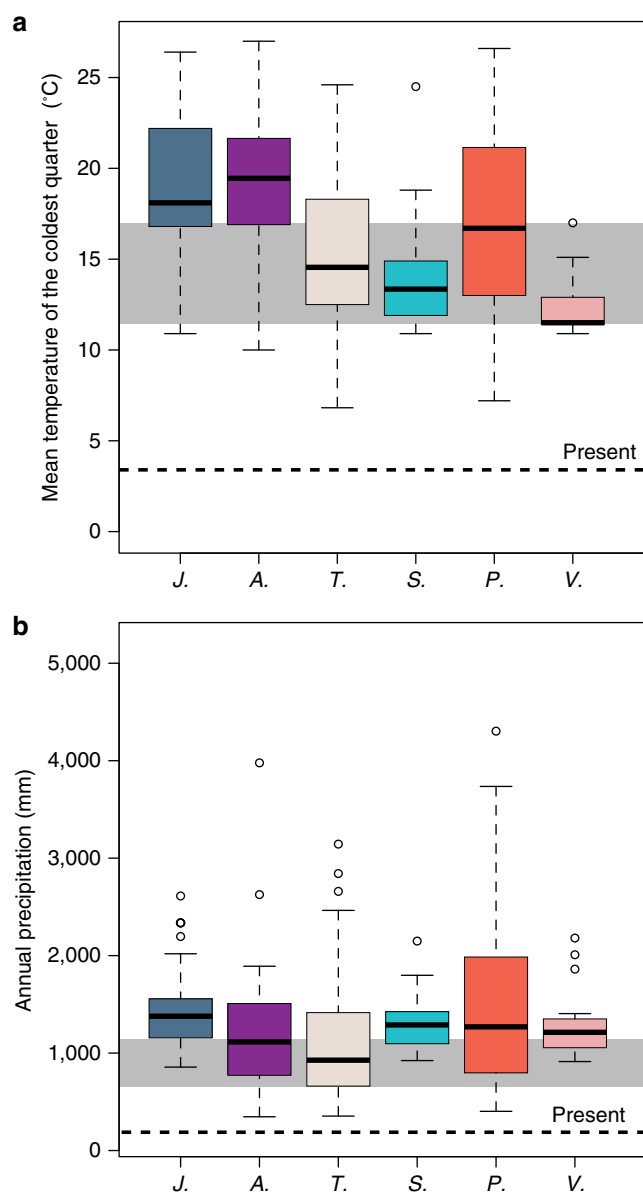 a
Mean temperature of the coldest quarter (°C)
25
20
15
10
5
0
Present
J. A. T. S. P. V.
b
Annual precipitation (mm)
5,000
4,000
3,000
2,000
1,000
0
Present
J. A. T. S. P. V.